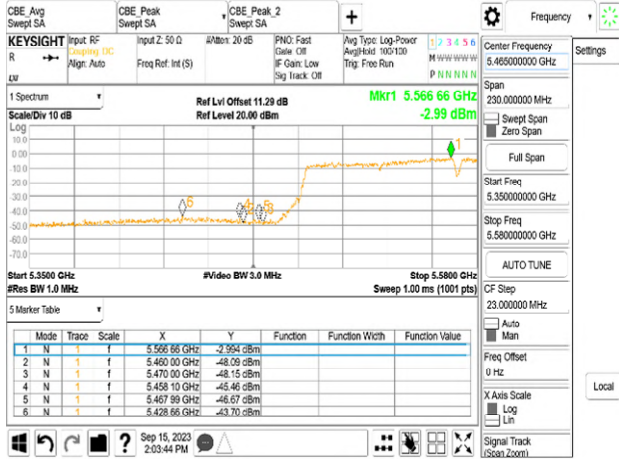 CBE_Avg
Swept SA
CBE_Peak
Swept SA
CBE_Peak_2
Swept SA
+
Frequency
Settings
KEYSIGHT
R
Input: RF
Coupling: DC
Align: Auto
Input Z: 50 Ω
Freq Ref: Int (S)
#Atten: 20 dB
PNO: Fast
Gate: Off
IF Gain: Low
Sig Track: Off
Avg Type: Log-Power
Avg|Hold: 100/100
Trig: Free Run
1 2 3 4 5 6
M W W W W W
P N N N N N
1 Spectrum
Scale/Div 10 dB
Ref Lvl Offset 11.29 dB
Ref Level 20.00 dBm
Mkr1 5.566 66 GHz
-2.99 dBm
Log
10.0
0.00
-10.0
-20.0
-30.0
-40.0
-50.0
-60.0
-70.0
1
6
Start 5.3500 GHz
#Res BW 1.0 MHz
#Video BW 3.0 MHz
Stop 5.5800 GHz
Sweep 1.00 ms (1001 pts)
5 Marker Table
Mode Trace Scale X Y Function Function Width Function Value
1 N 1 f 5.566 66 GHz -2.994 dBm
2 N 1 f 5.460 00 GHz -48.09 dBm
3 N 1 f 5.470 00 GHz -48.15 dBm
4 N 1 f 5.458 10 GHz -45.46 dBm
5 N 1 f 5.467 99 GHz -46.67 dBm
6 N 1 f 5.428 66 GHz -43.70 dBm
Sep 15, 2023
2:03:44 PM
Center Frequency
5.465000000 GHz
Span
230.000000 MHz
Swept Span
Zero Span
Full Span
Start Freq
5.350000000 GHz
Stop Freq
5.580000000 GHz
AUTO TUNE
CF Step
23.000000 MHz
Auto
Man
Freq Offset
0 Hz
X Axis Scale
Log
Lin
Signal Track
(Span Zoom)
Local